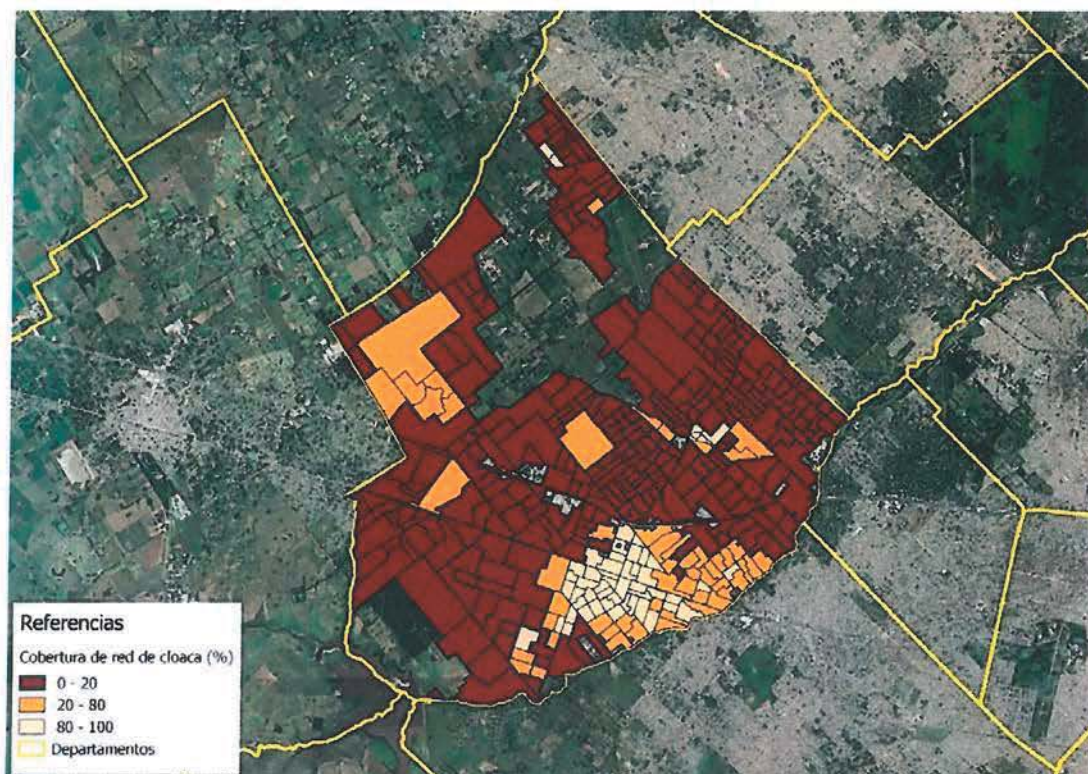 Referencias
Cobertura de red de cloaca (%)
0 - 20
20 - 80
80 - 100
Departamentos